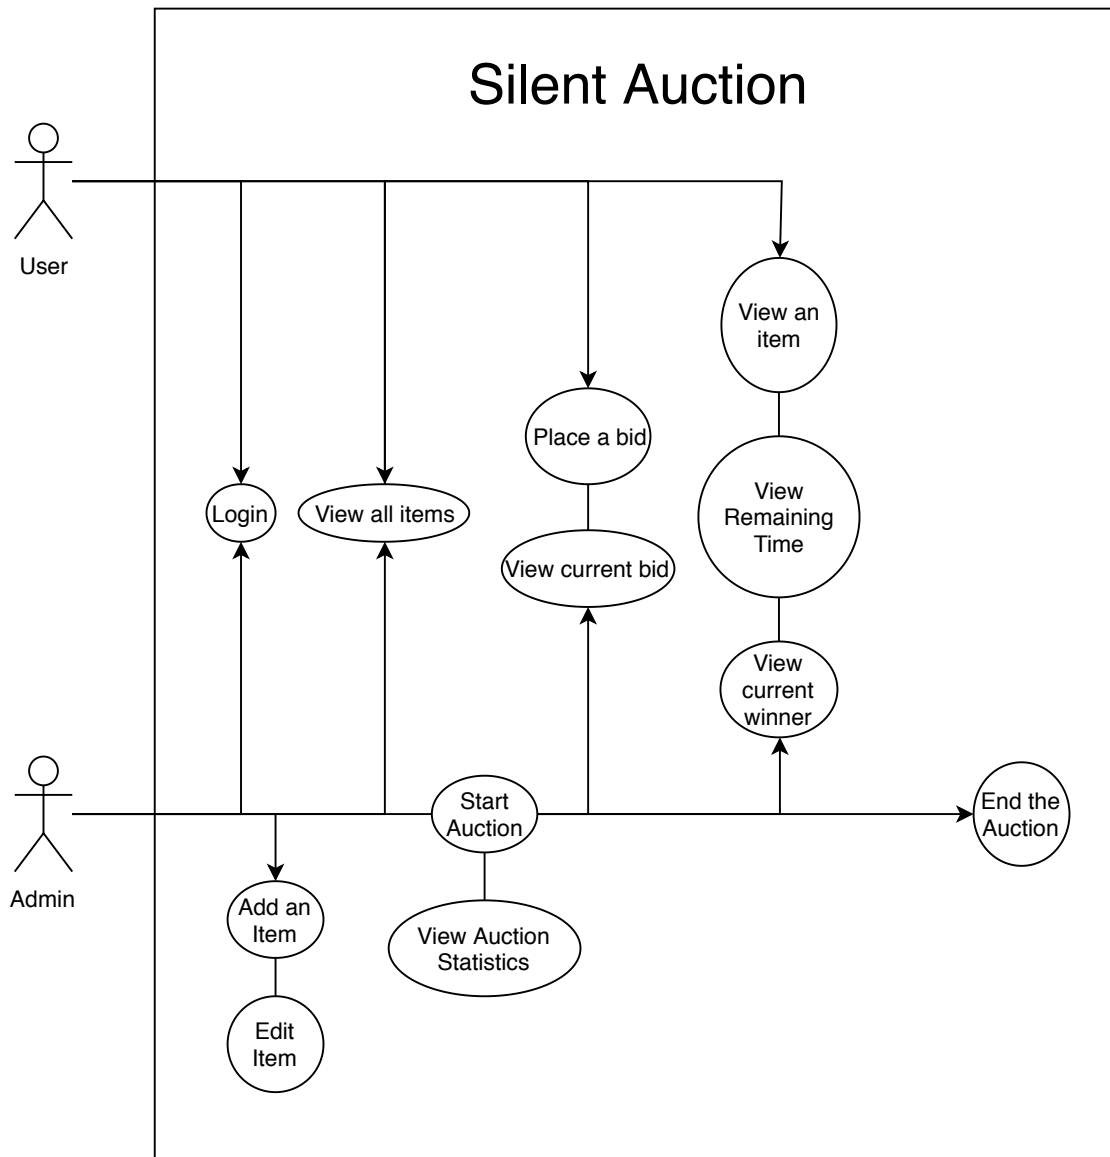 Silent Auction
User
View an
item
Place a bid
Login
View all items
View
Remaining
Time
View current bid
View
current
winner
Admin
Start
Auction
End the
Auction
Add an
Item
View Auction
Statistics
Edit
Item